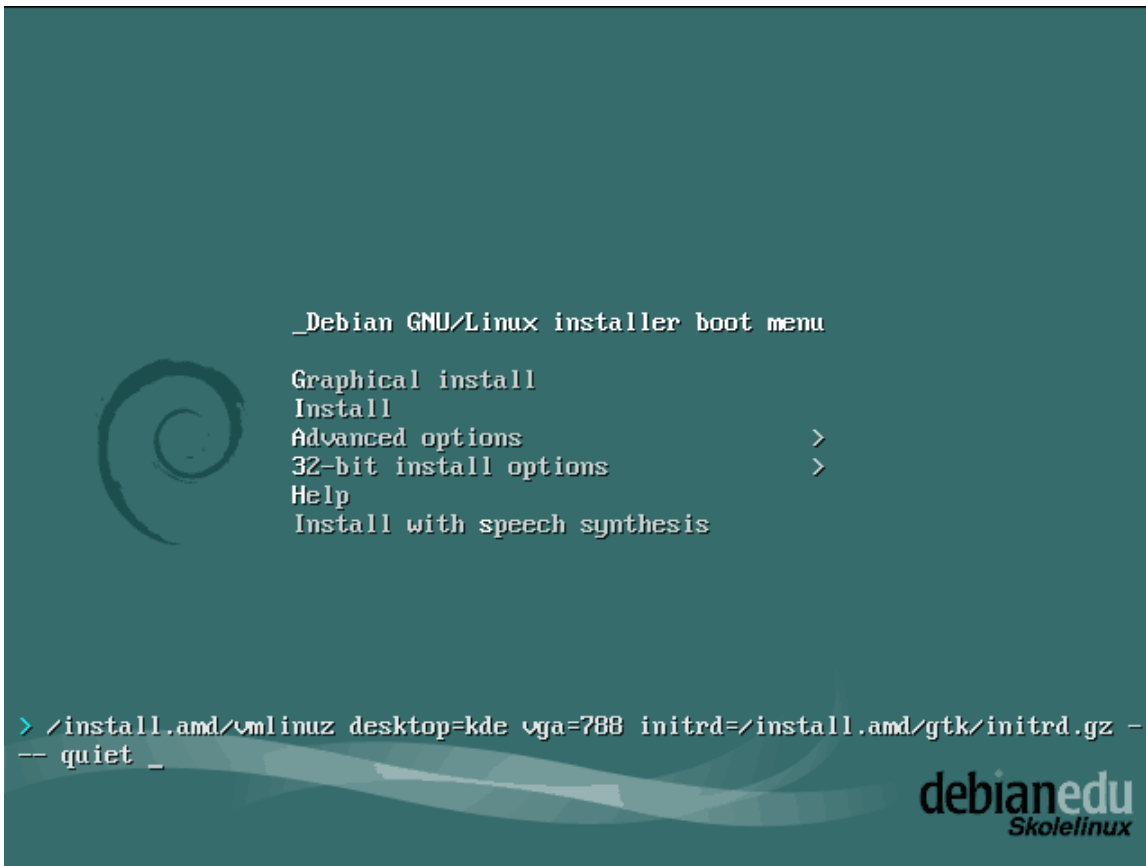 _Debian GNU/Linux installer boot menu
Graphical install
Install
Advanced options >
32-bit install options >
Help
Install with speech synthesis
> /install.amd/vmlinuz desktop=kde vga=788 initrd=/install.amd/gtk/initrd.gz -
-- quiet _
debianedu
Skolelinux